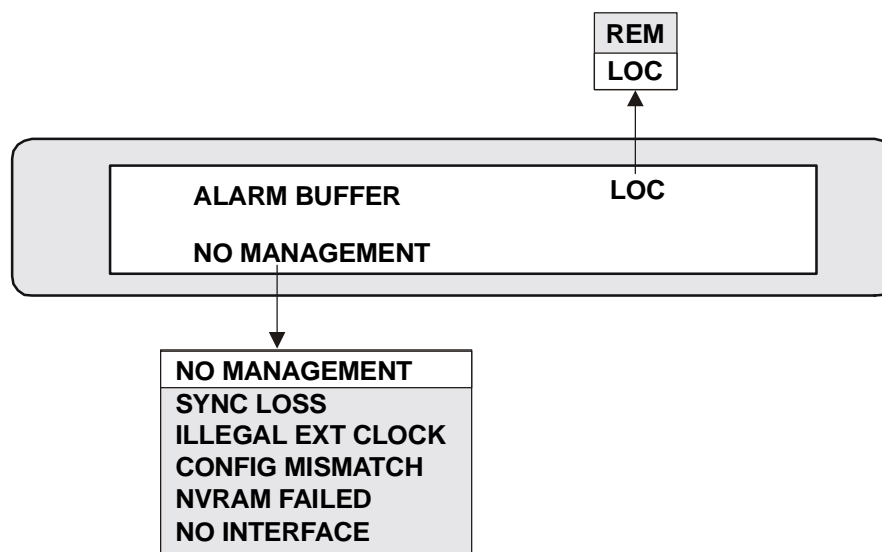 REM
LOC
ALARM BUFFER LOC
NO MANAGEMENT
NO MANAGEMENT
SYNC LOSS
ILLEGAL EXT CLOCK
CONFIG MISMATCH
NVRAM FAILED
NO INTERFACE